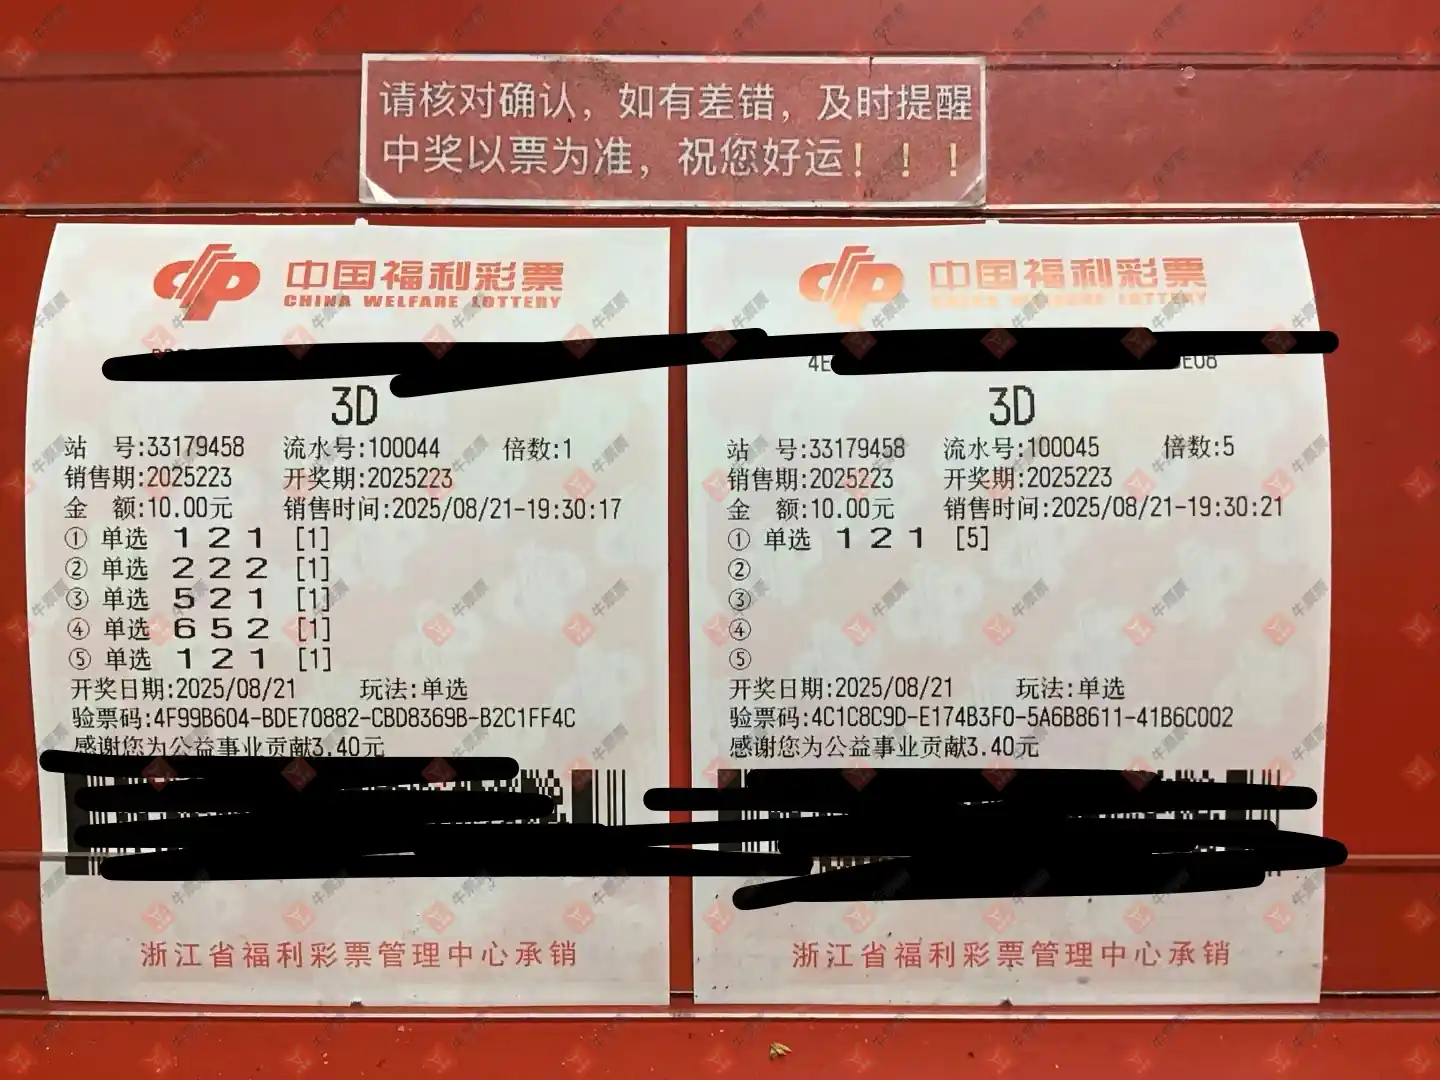 请核对确认，如有差错，及时提醒
中奖以票为准，祝您好运！！！
中国福利彩票
CHINA WELFARE LOTTERY
3D
站 号:33179458 流水号:100044 倍数:1
销售期:2025223 开奖期:2025223
金 额:10.00元 销售时间:2025/08/21-19:30:17
① 单选 1 2 1 [1]
② 单选 2 2 2 [1]
③ 单选 5 2 1 [1]
④ 单选 6 5 2 [1]
⑤ 单选 1 2 1 [1]
开奖日期:2025/08/21 玩法:单选
验票码:4F99B604-BDE70882-CBD8369B-B2C1FF4C
感谢您为公益事业贡献3.40元
浙江省福利彩票管理中心承销
中国福利彩票
CHINA WELFARE LOTTERY
3D
站 号:33179458 流水号:100045 倍数:5
销售期:2025223 开奖期:2025223
金 额:10.00元 销售时间:2025/08/21-19:30:21
① 单选 1 2 1 [5]
②
③
④
⑤
开奖日期:2025/08/21 玩法:单选
验票码:4C1C8C9D-E174B3F0-5A6B8611-41B6C002
感谢您为公益事业贡献3.40元
浙江省福利彩票管理中心承销